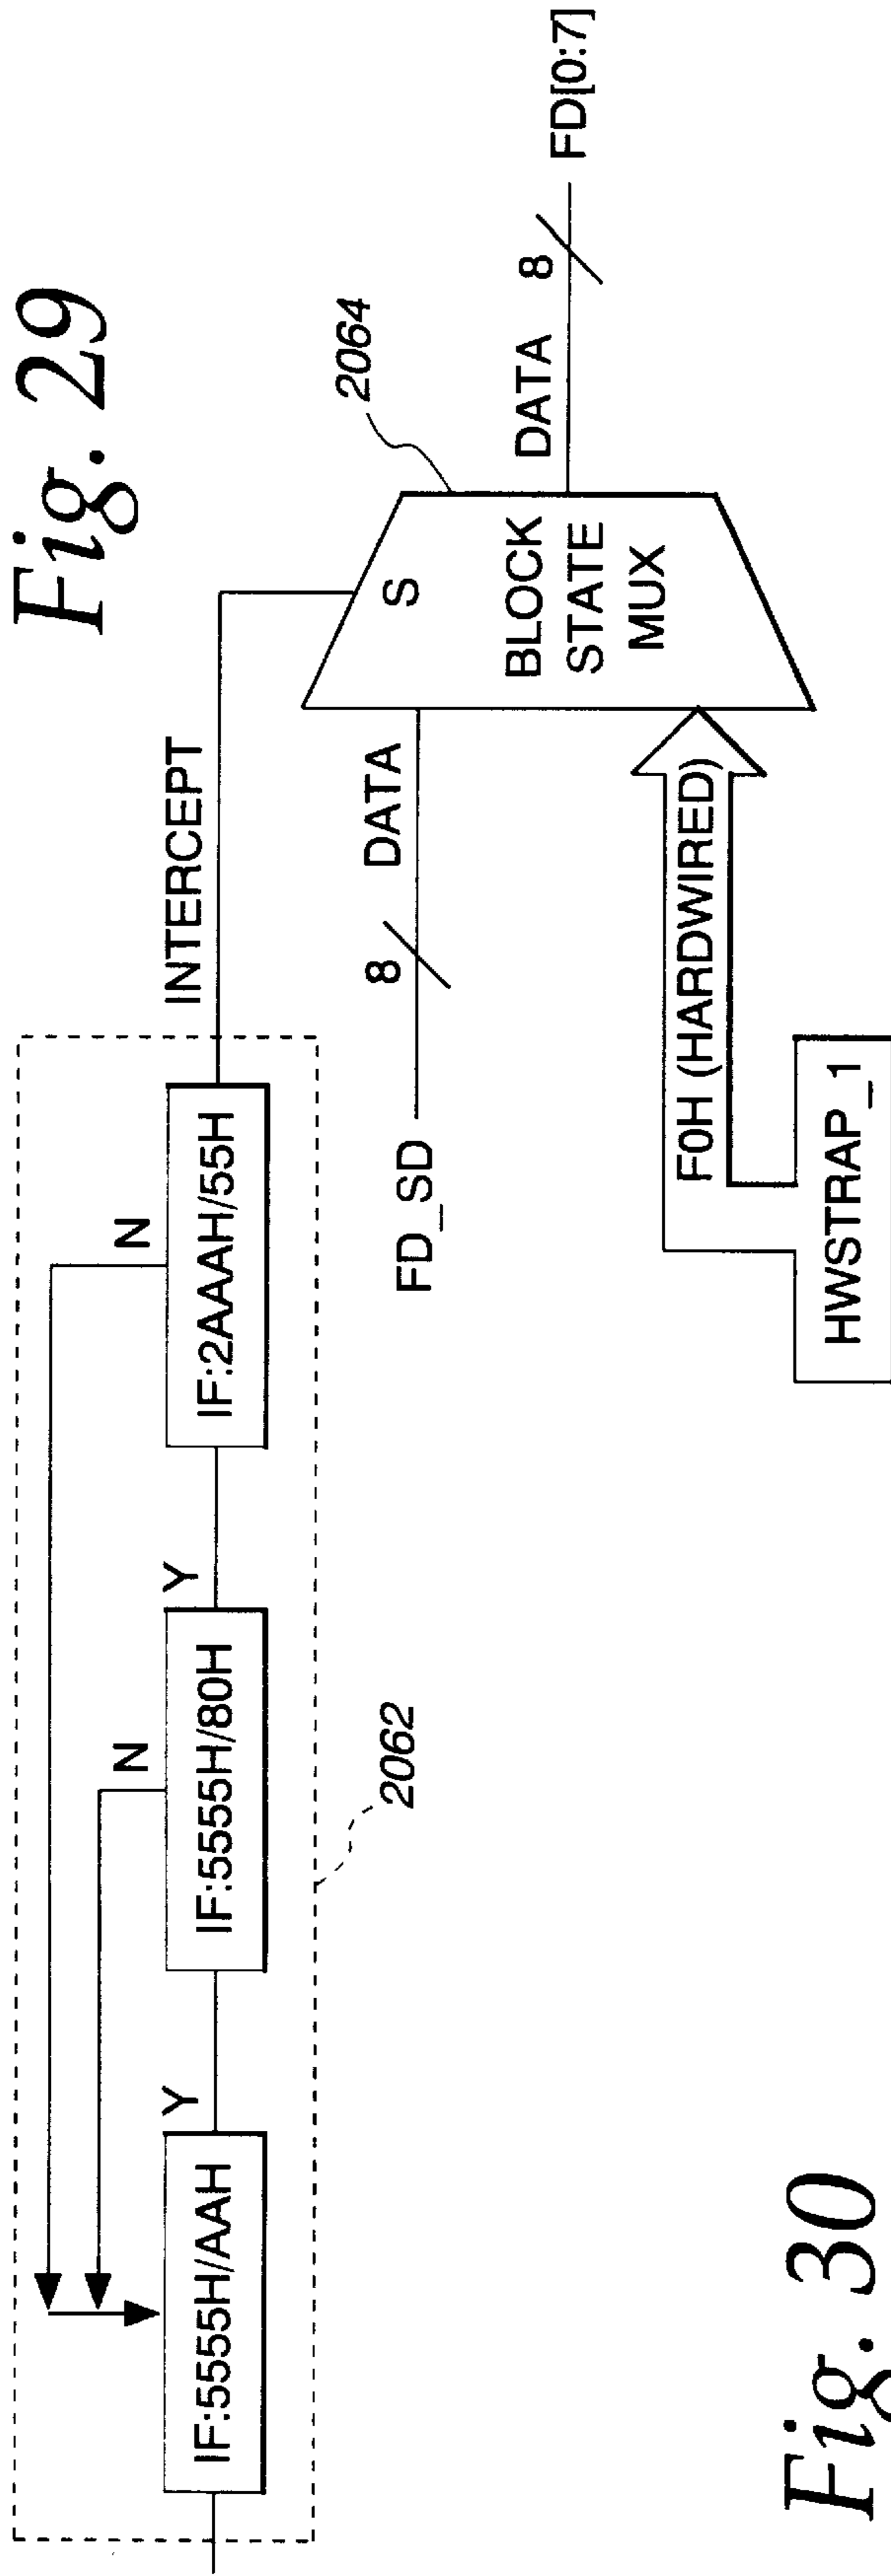 Fig. 29
IF:5555H/AAH
Y
IF:5555H/80H
N
Y
IF:2AAAH/55H
N
INTERCEPT
2062
2064
FD_SD
8
DATA
S
BLOCK
STATE
MUX
DATA
8
FD[0:7]
F0H (HARDWIRED)
HWSTRAP_1
Fig. 30